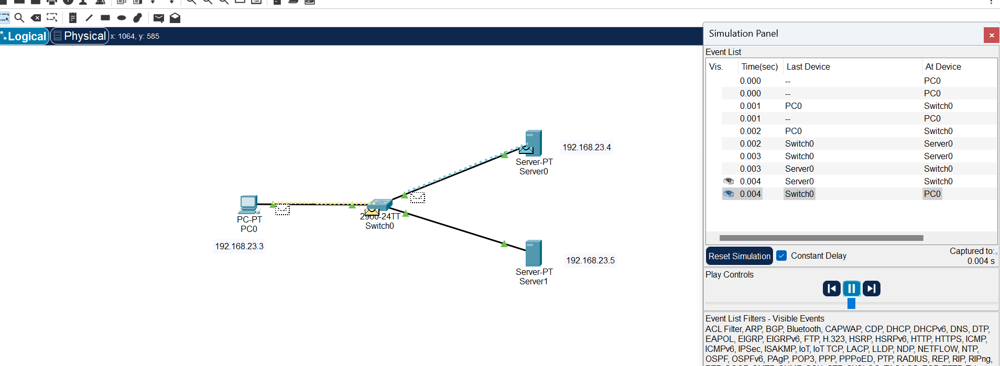 Logical Physical x: 1064, y: 585
Simulation Panel
Event List
Vis. Time(sec) Last Device At Device
0.000 -- PC0
0.000 -- PC0
0.001 PC0 Switch0
0.001 -- PC0
0.002 PC0 Switch0
0.002 Switch0 Server0
0.003 Switch0 Server0
0.003 Server0 Switch0
0.004 Server0 Switch0
0.004 Switch0 PC0
Reset Simulation Constant Delay
Captured to:
0.004 s
Play Controls
Event List Filters - Visible Events
ACL Filter, ARP, BGP, Bluetooth, CAPWAP, CDP, DHCP, DHCPv6, DNS, DTP,
EAPOL, EIGRP, EIGRPv6, FTP, H.323, HSRP, HSRPv6, HTTP, HTTPS, ICMP,
ICMPv6, IPSec, ISAKMP, IoT, IoT TCP, LACP, LLDP, NDP, NETFLOW, NTP,
OSPF, OSPFv6, PAgP, POP3, PPP, PPPoED, PTP, RADIUS, REP, RIP, RIPng,
192.168.23.4
Server-PT
Server0
PC-PT
PC0
192.168.23.3
2960-24TT
Switch0
192.168.23.5
Server-PT
Server1